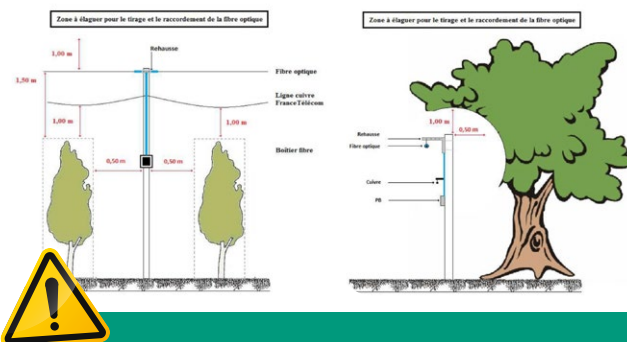 Zone à élaguer pour le tirage et le raccordement de la fibre optique
1,00 m
Rehausse
1,50 m
Fibre optique
Ligne cuivre
FranceTélécom
1,00 m
1,00 m
Boîtier fibre
0,50 m
0,50 m
Zone à élaguer pour le tirage et le raccordement de la fibre optique
1,00 m
0,50 m
Rehausse
Fibre optique
Cuivre
PB